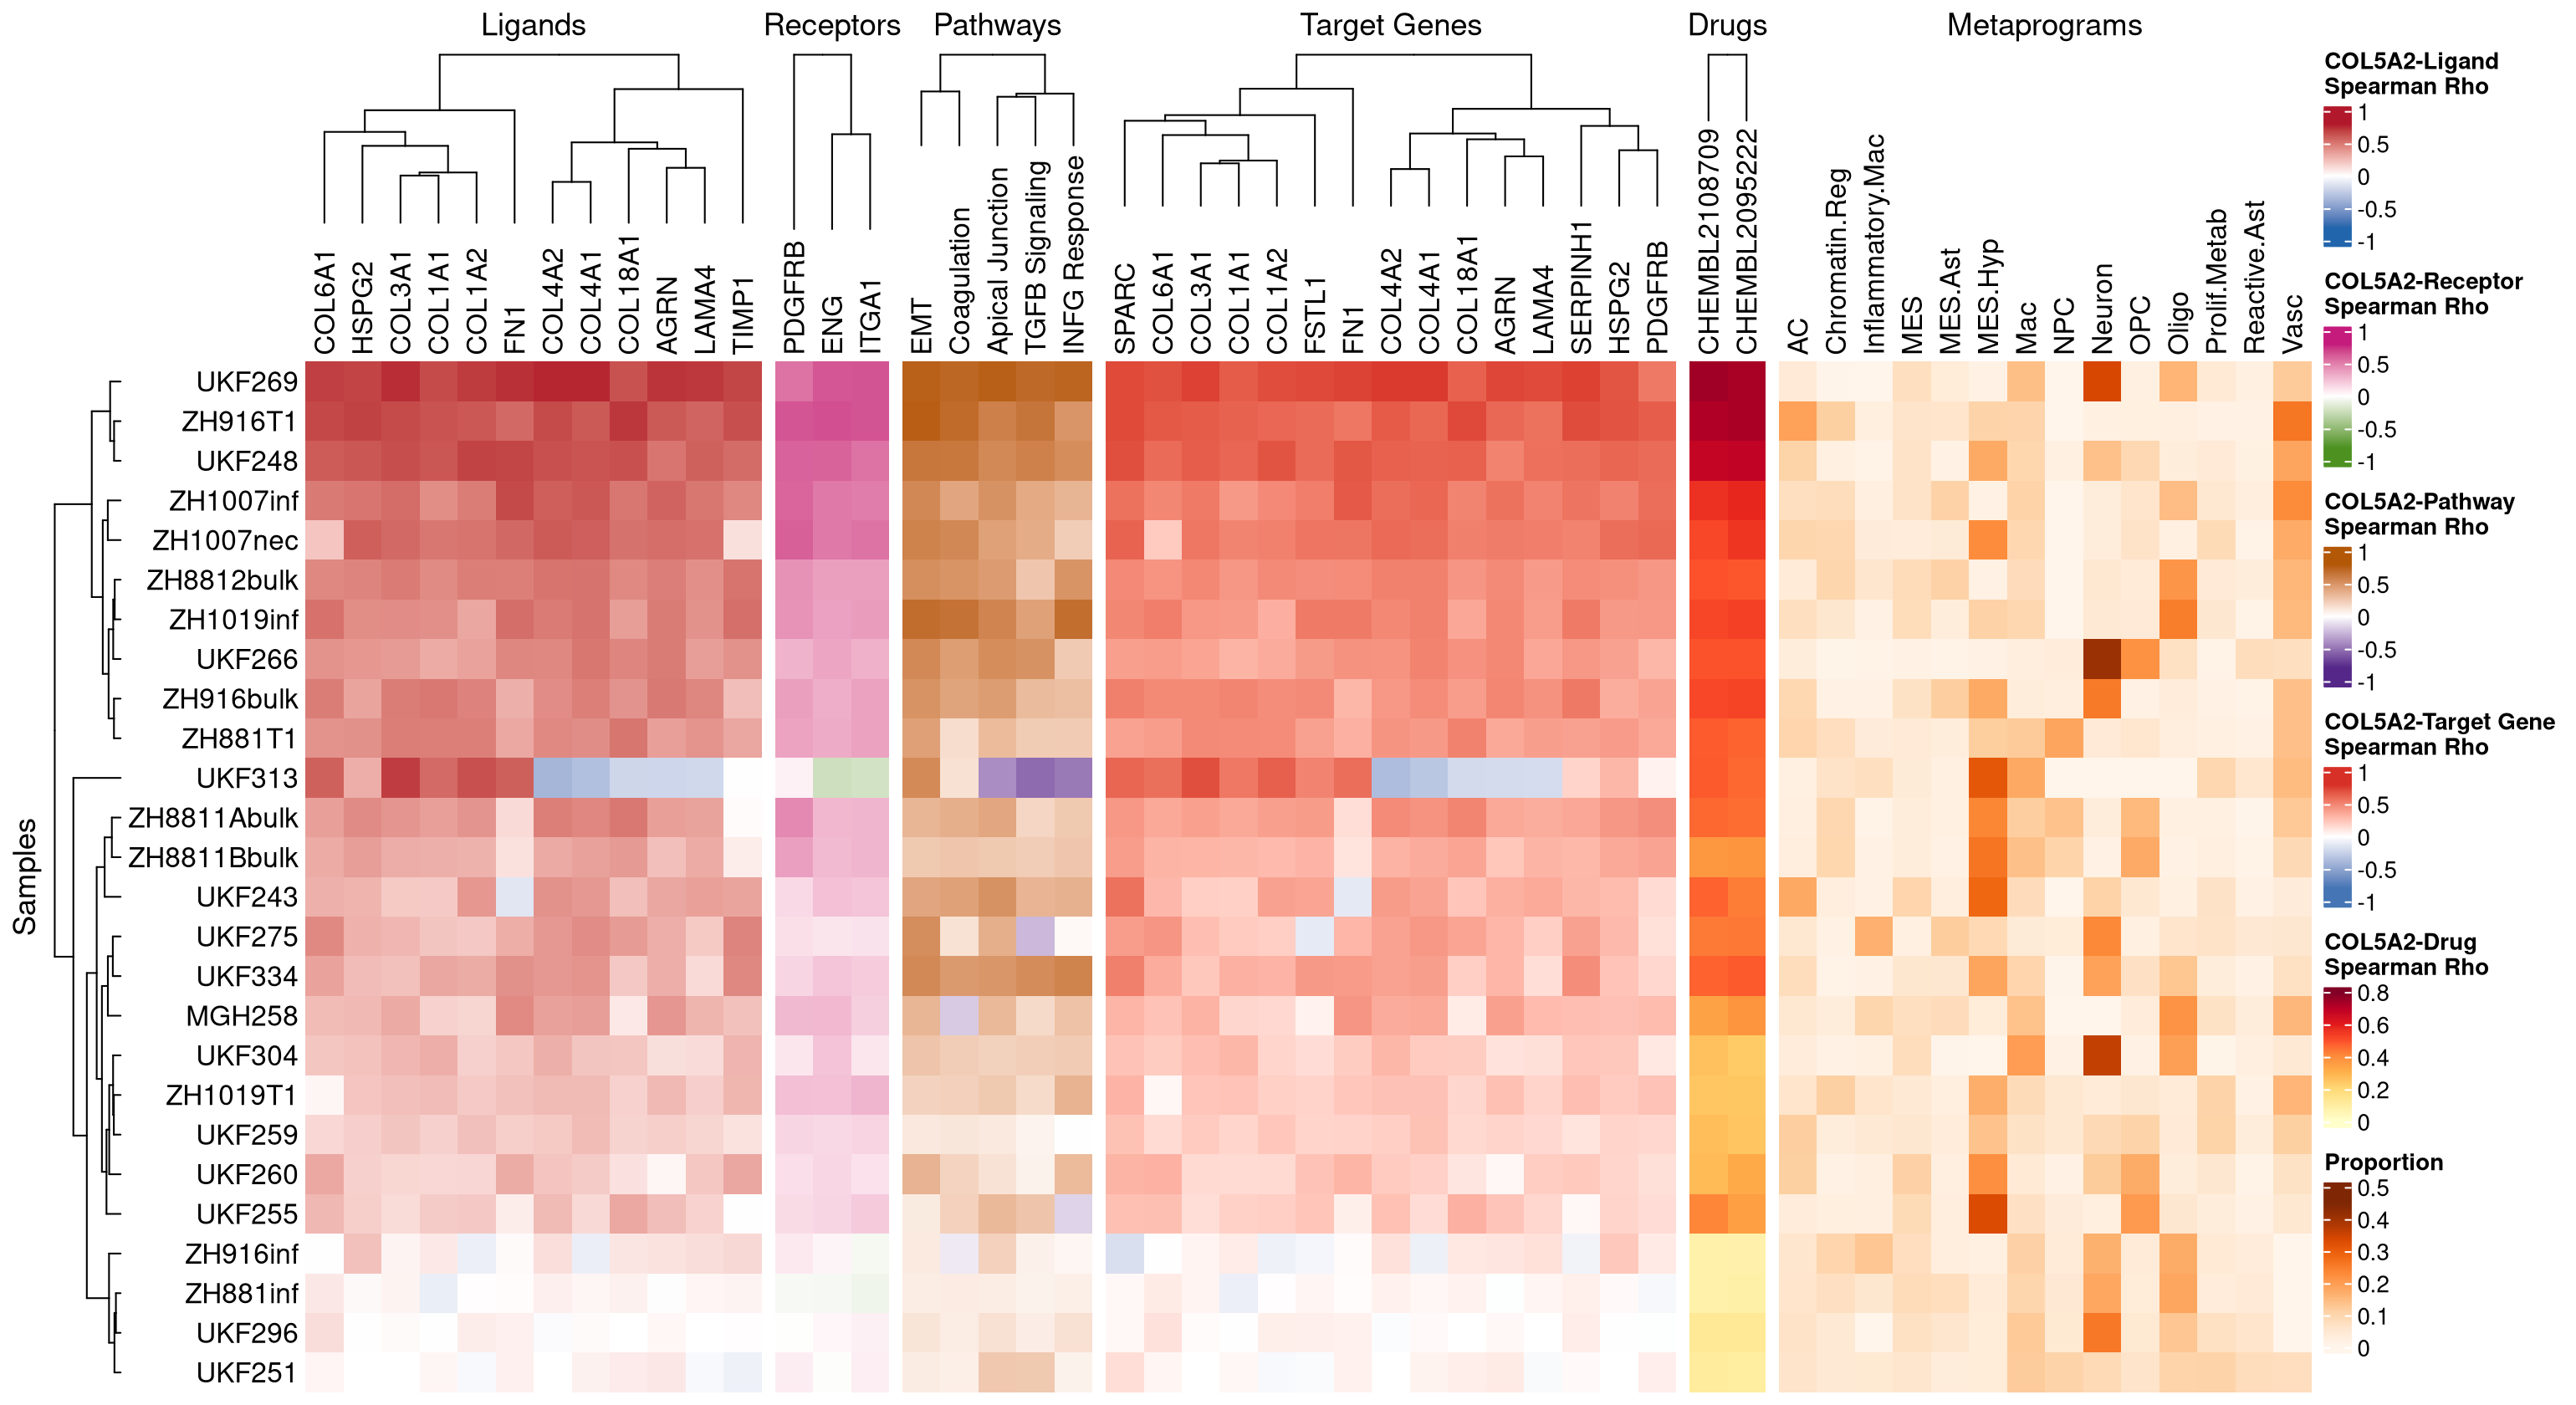 Ligands
Receptors
Pathways
Target Genes
Drugs
Metaprograms
COL6A1
HSPG2
COL3A1
COL1A1
COL1A2
FN1
COL4A2
COL4A1
COL18A1
AGRN
LAMA4
TIMP1
PDGFRB
ENG
ITGA1
EMT
Coagulation
Apical Junction
TGFB Signaling
INFG Response
SPARC
COL6A1
COL3A1
COL1A1
COL1A2
FSTL1
FN1
COL4A2
COL4A1
COL18A1
AGRN
LAMA4
SERPINH1
HSPG2
PDGFRB
CHEMBL2108709
CHEMBL2095222
AC
Chromatin.Reg
Inflammatory.Mac
MES
MES.Ast
MES.Hyp
Mac
NPC
Neuron
OPC
Oligo
Prolif.Metab
Reactive.Ast
Vasc
Samples
UKF269
ZH916T1
UKF248
ZH1007inf
ZH1007nec
ZH8812bulk
ZH1019inf
UKF266
ZH916bulk
ZH881T1
UKF313
ZH8811Abulk
ZH8811Bbulk
UKF243
UKF275
UKF334
MGH258
UKF304
ZH1019T1
UKF259
UKF260
UKF255
ZH916inf
ZH881inf
UKF296
UKF251
COL5A2-Ligand
Spearman Rho
1
0.5
0
-0.5
-1
COL5A2-Receptor
Spearman Rho
1
0.5
0
-0.5
-1
COL5A2-Pathway
Spearman Rho
1
0.5
0
-0.5
-1
COL5A2-Target Gene
Spearman Rho
1
0.5
0
-0.5
-1
COL5A2-Drug
Spearman Rho
0.8
0.6
0.4
0.2
0
Proportion
0.5
0.4
0.3
0.2
0.1
0